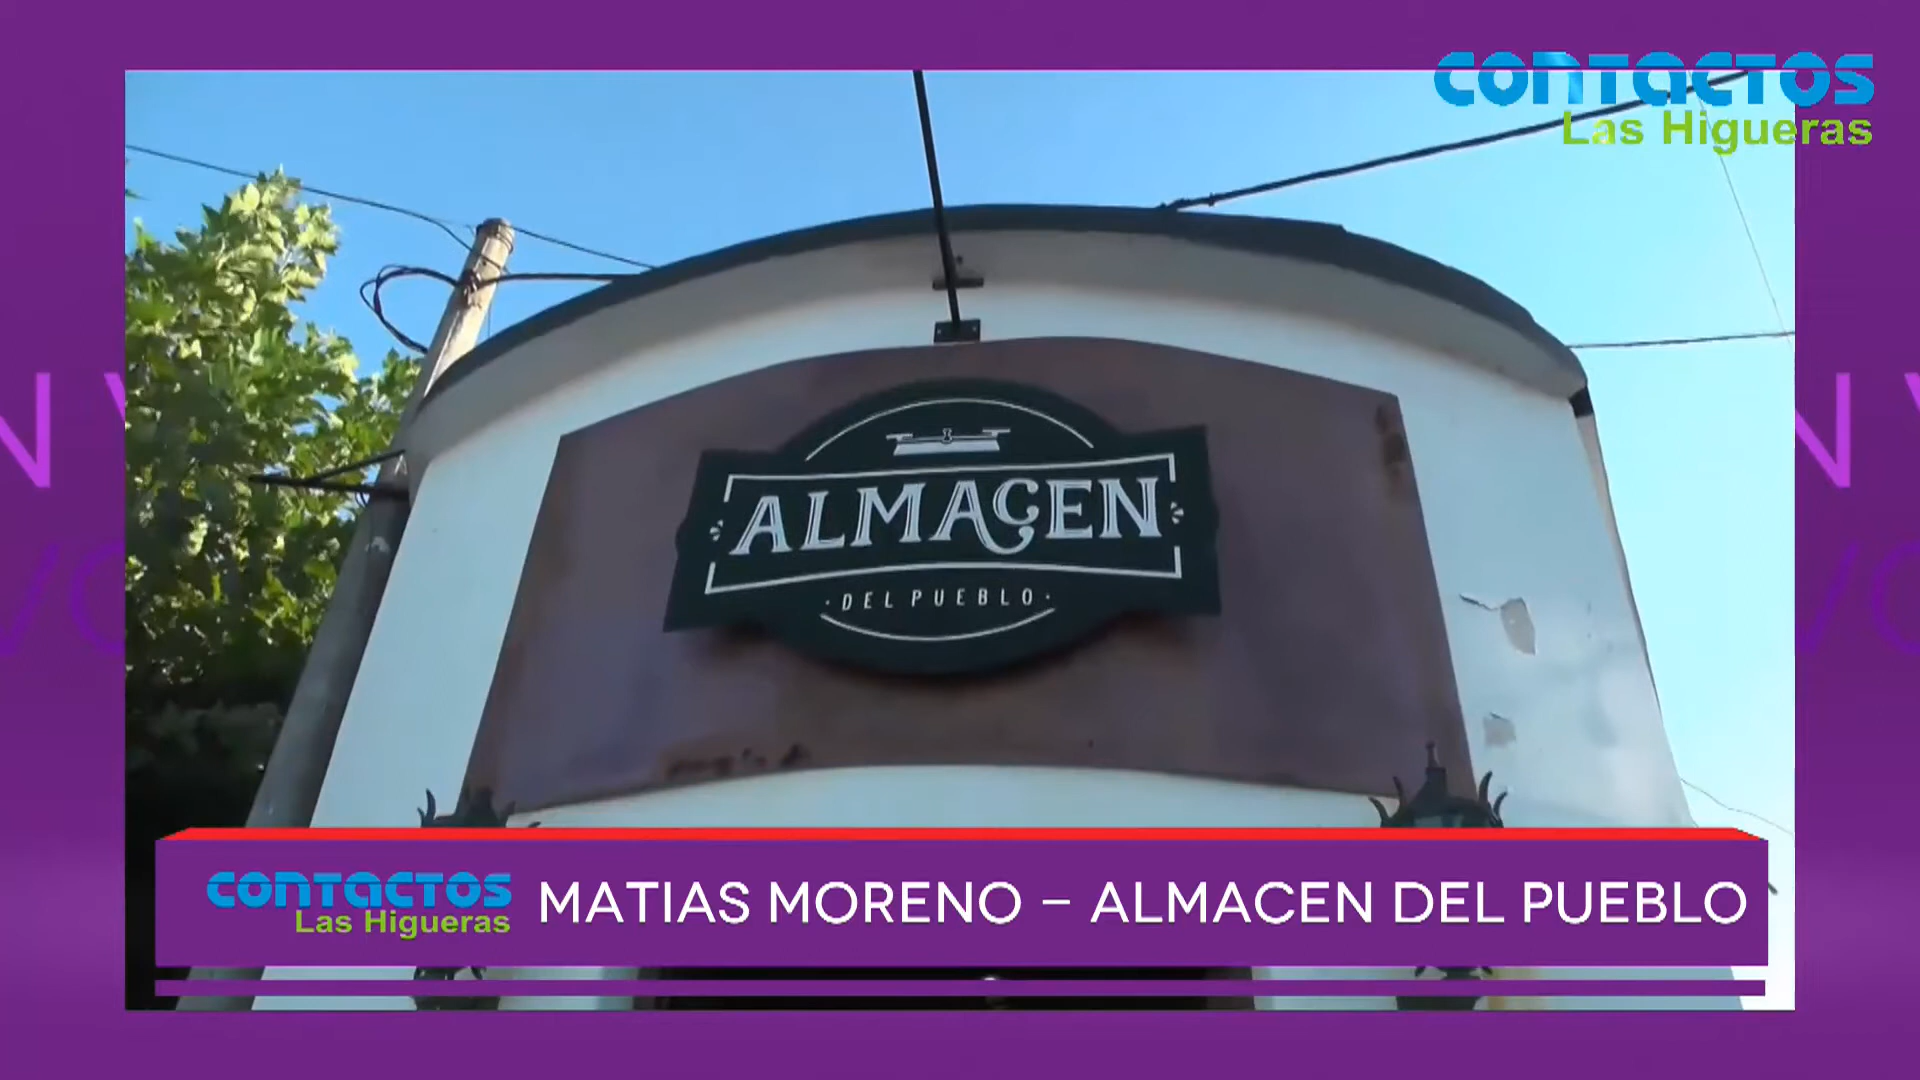 CONTACTOS
Las Higueras
ALMACEN
· DEL PUEBLO ·
CONTACTOS
Las Higueras
MATIAS MORENO – ALMACEN DEL PUEBLO